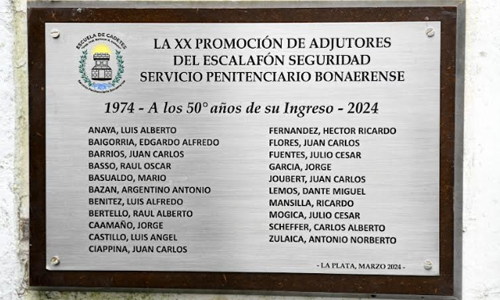 ESCUELA DE CADETES
LA XX PROMOCIÓN DE ADJUTORES
DEL ESCALAFÓN SEGURIDAD
SERVICIO PENITENCIARIO BONAERENSE
1974 - A los 50° años de su Ingreso - 2024
ANAYA, LUIS ALBERTO
BAIGORRIA, EDGARDO ALFREDO
BARRIOS, JUAN CARLOS
BASSO, RAUL OSCAR
BASUALDO, MARIO
BAZAN, ARGENTINO ANTONIO
BENITEZ, LUIS ALFREDO
BERTELLO, RAUL ALBERTO
CAAMAÑO, JORGE
CASTILLO, LUIS ANGEL
CIAPPINA, JUAN CARLOS
FERNANDEZ, HECTOR RICARDO
FLORES, JUAN CARLOS
FUENTES, JULIO CESAR
GARCIA, JORGE
JOUBERT, JUAN CARLOS
LEMOS, DANTE MIGUEL
MANSILLA, RICARDO
MOGICA, JULIO CESAR
SCHEFFER, CARLOS ALBERTO
ZULAICA, ANTONIO NORBERTO
- LA PLATA, MARZO 2024 -